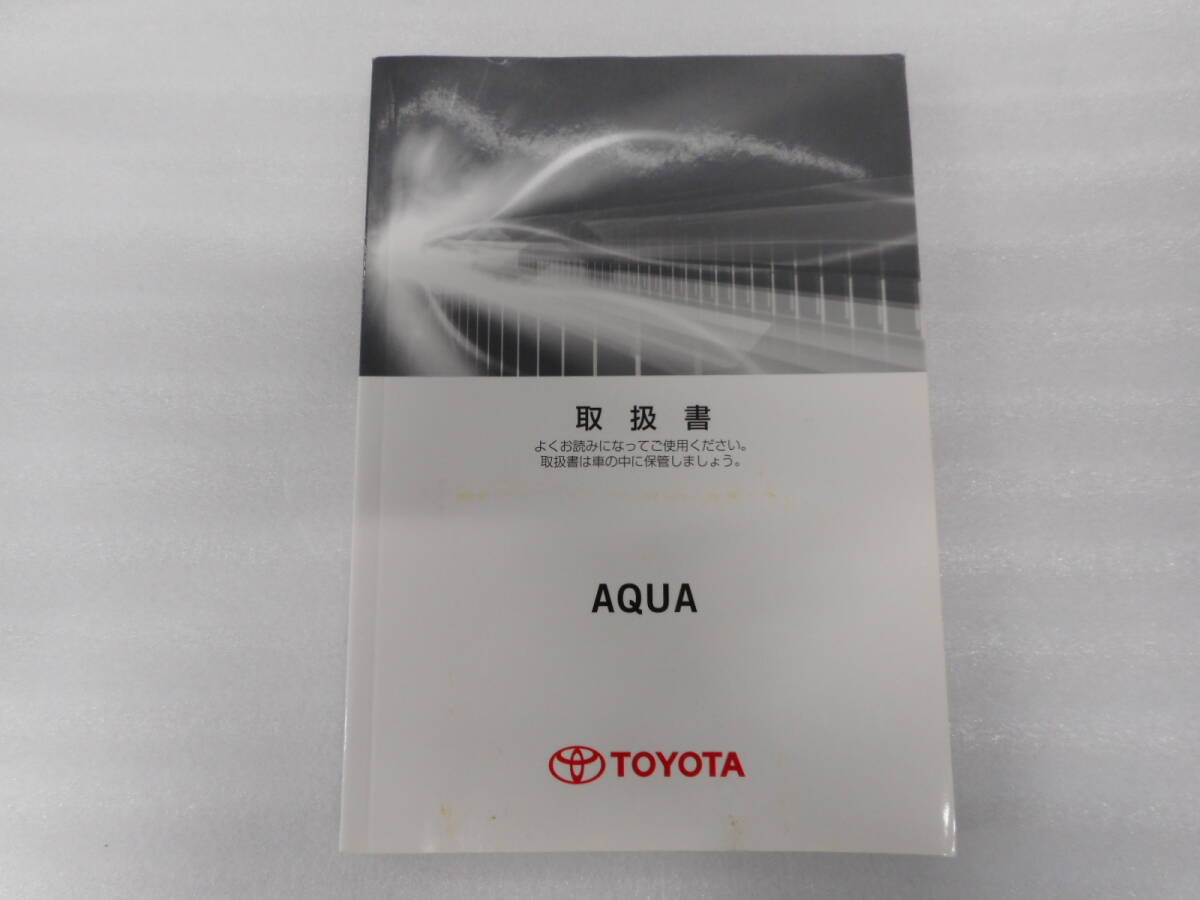 取扱書
よくお読みになってご使用ください。
取扱書は車の中に保管しましょう。
AQUA
TOYOTA